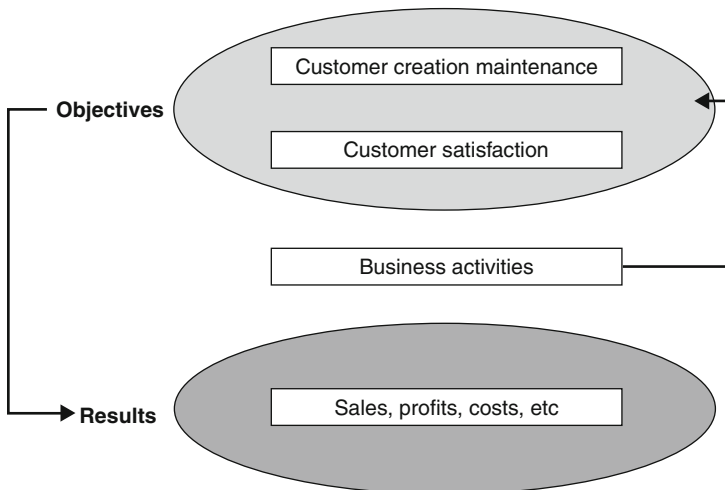 Customer creation maintenance
Objectives
Customer satisfaction
Business activities
Sales, profits, costs, etc
Results